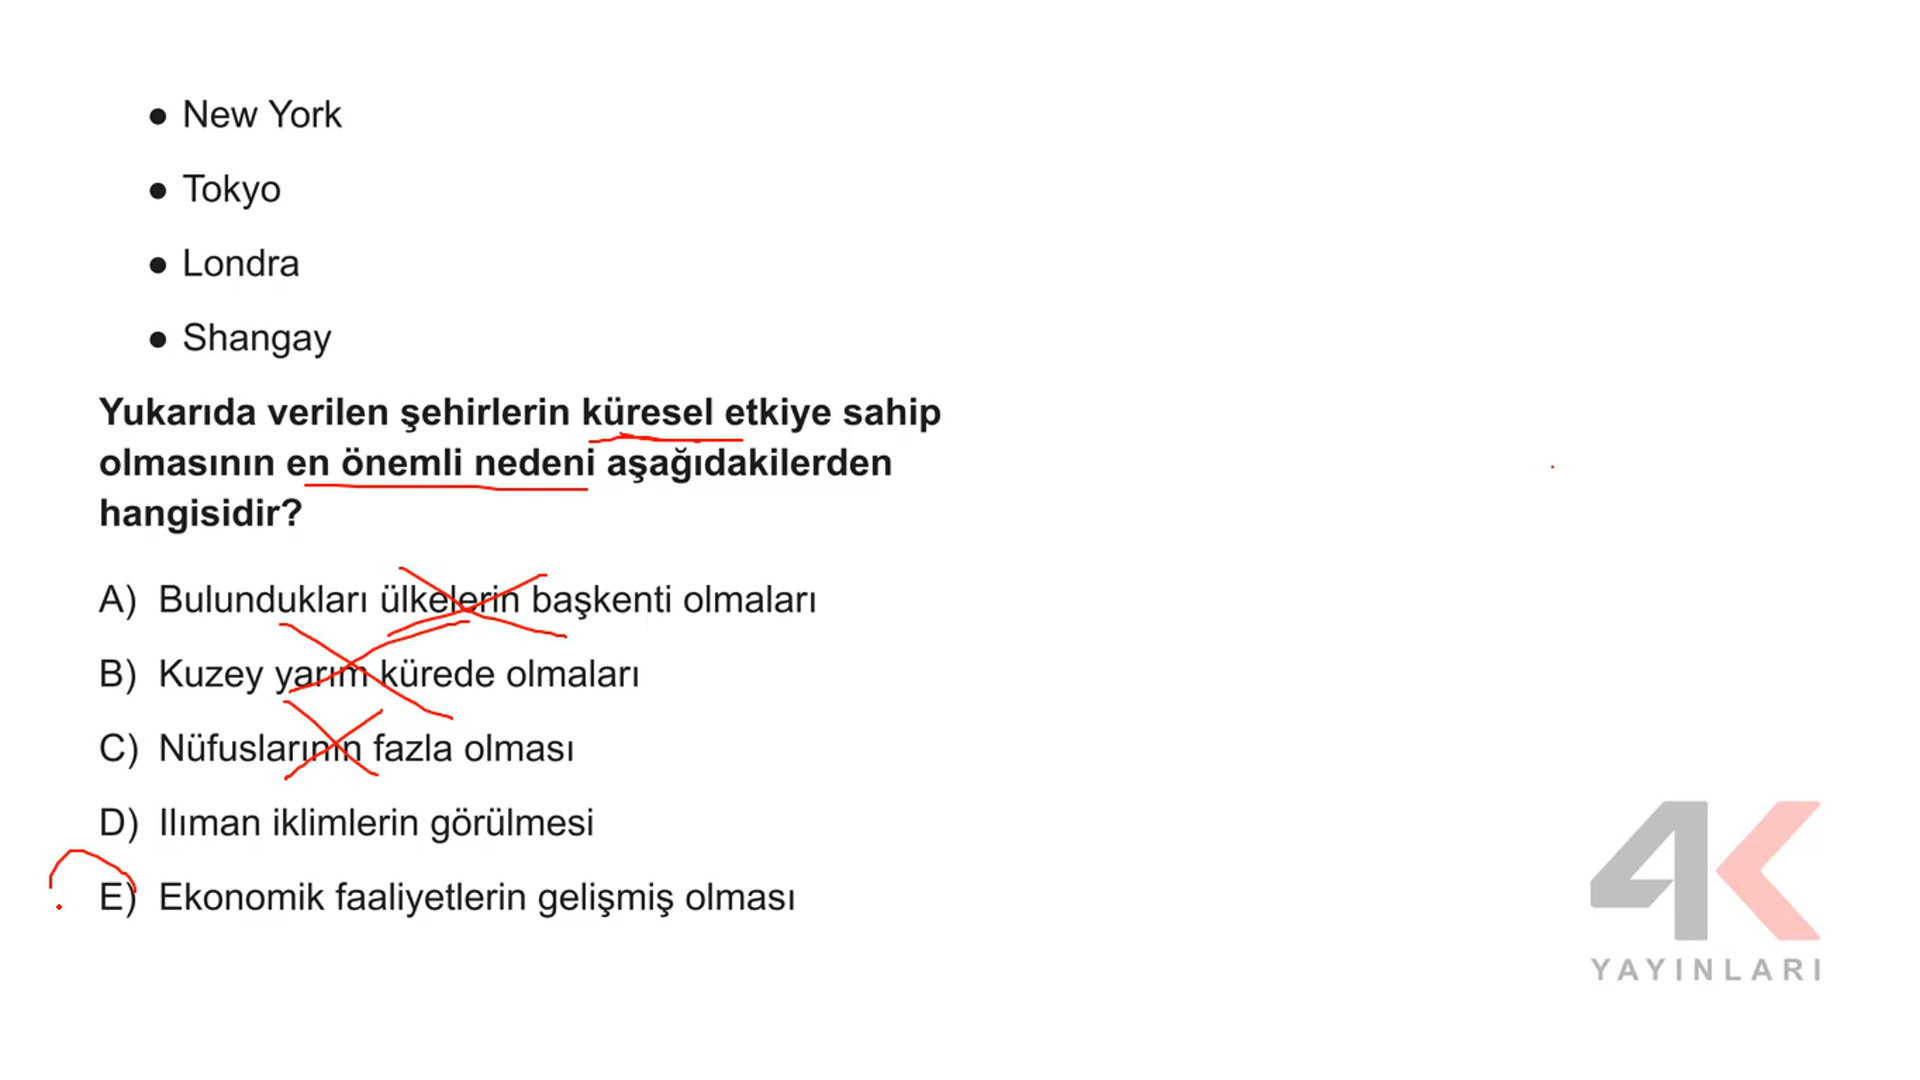 ● New York
● Tokyo
● Londra
● Shangay
Yukarıda verilen şehirlerin küresel etkiye sahip
olmasının en önemli nedeni aşağıdakilerden
hangisidir?
A) Bulundukları ülkelerin başkenti olmaları
B) Kuzey yarım kürede olmaları
C) Nüfuslarının fazla olması
D) Ilıman iklimlerin görülmesi
E) Ekonomik faaliyetlerin gelişmiş olması
4K
YAYINLARI